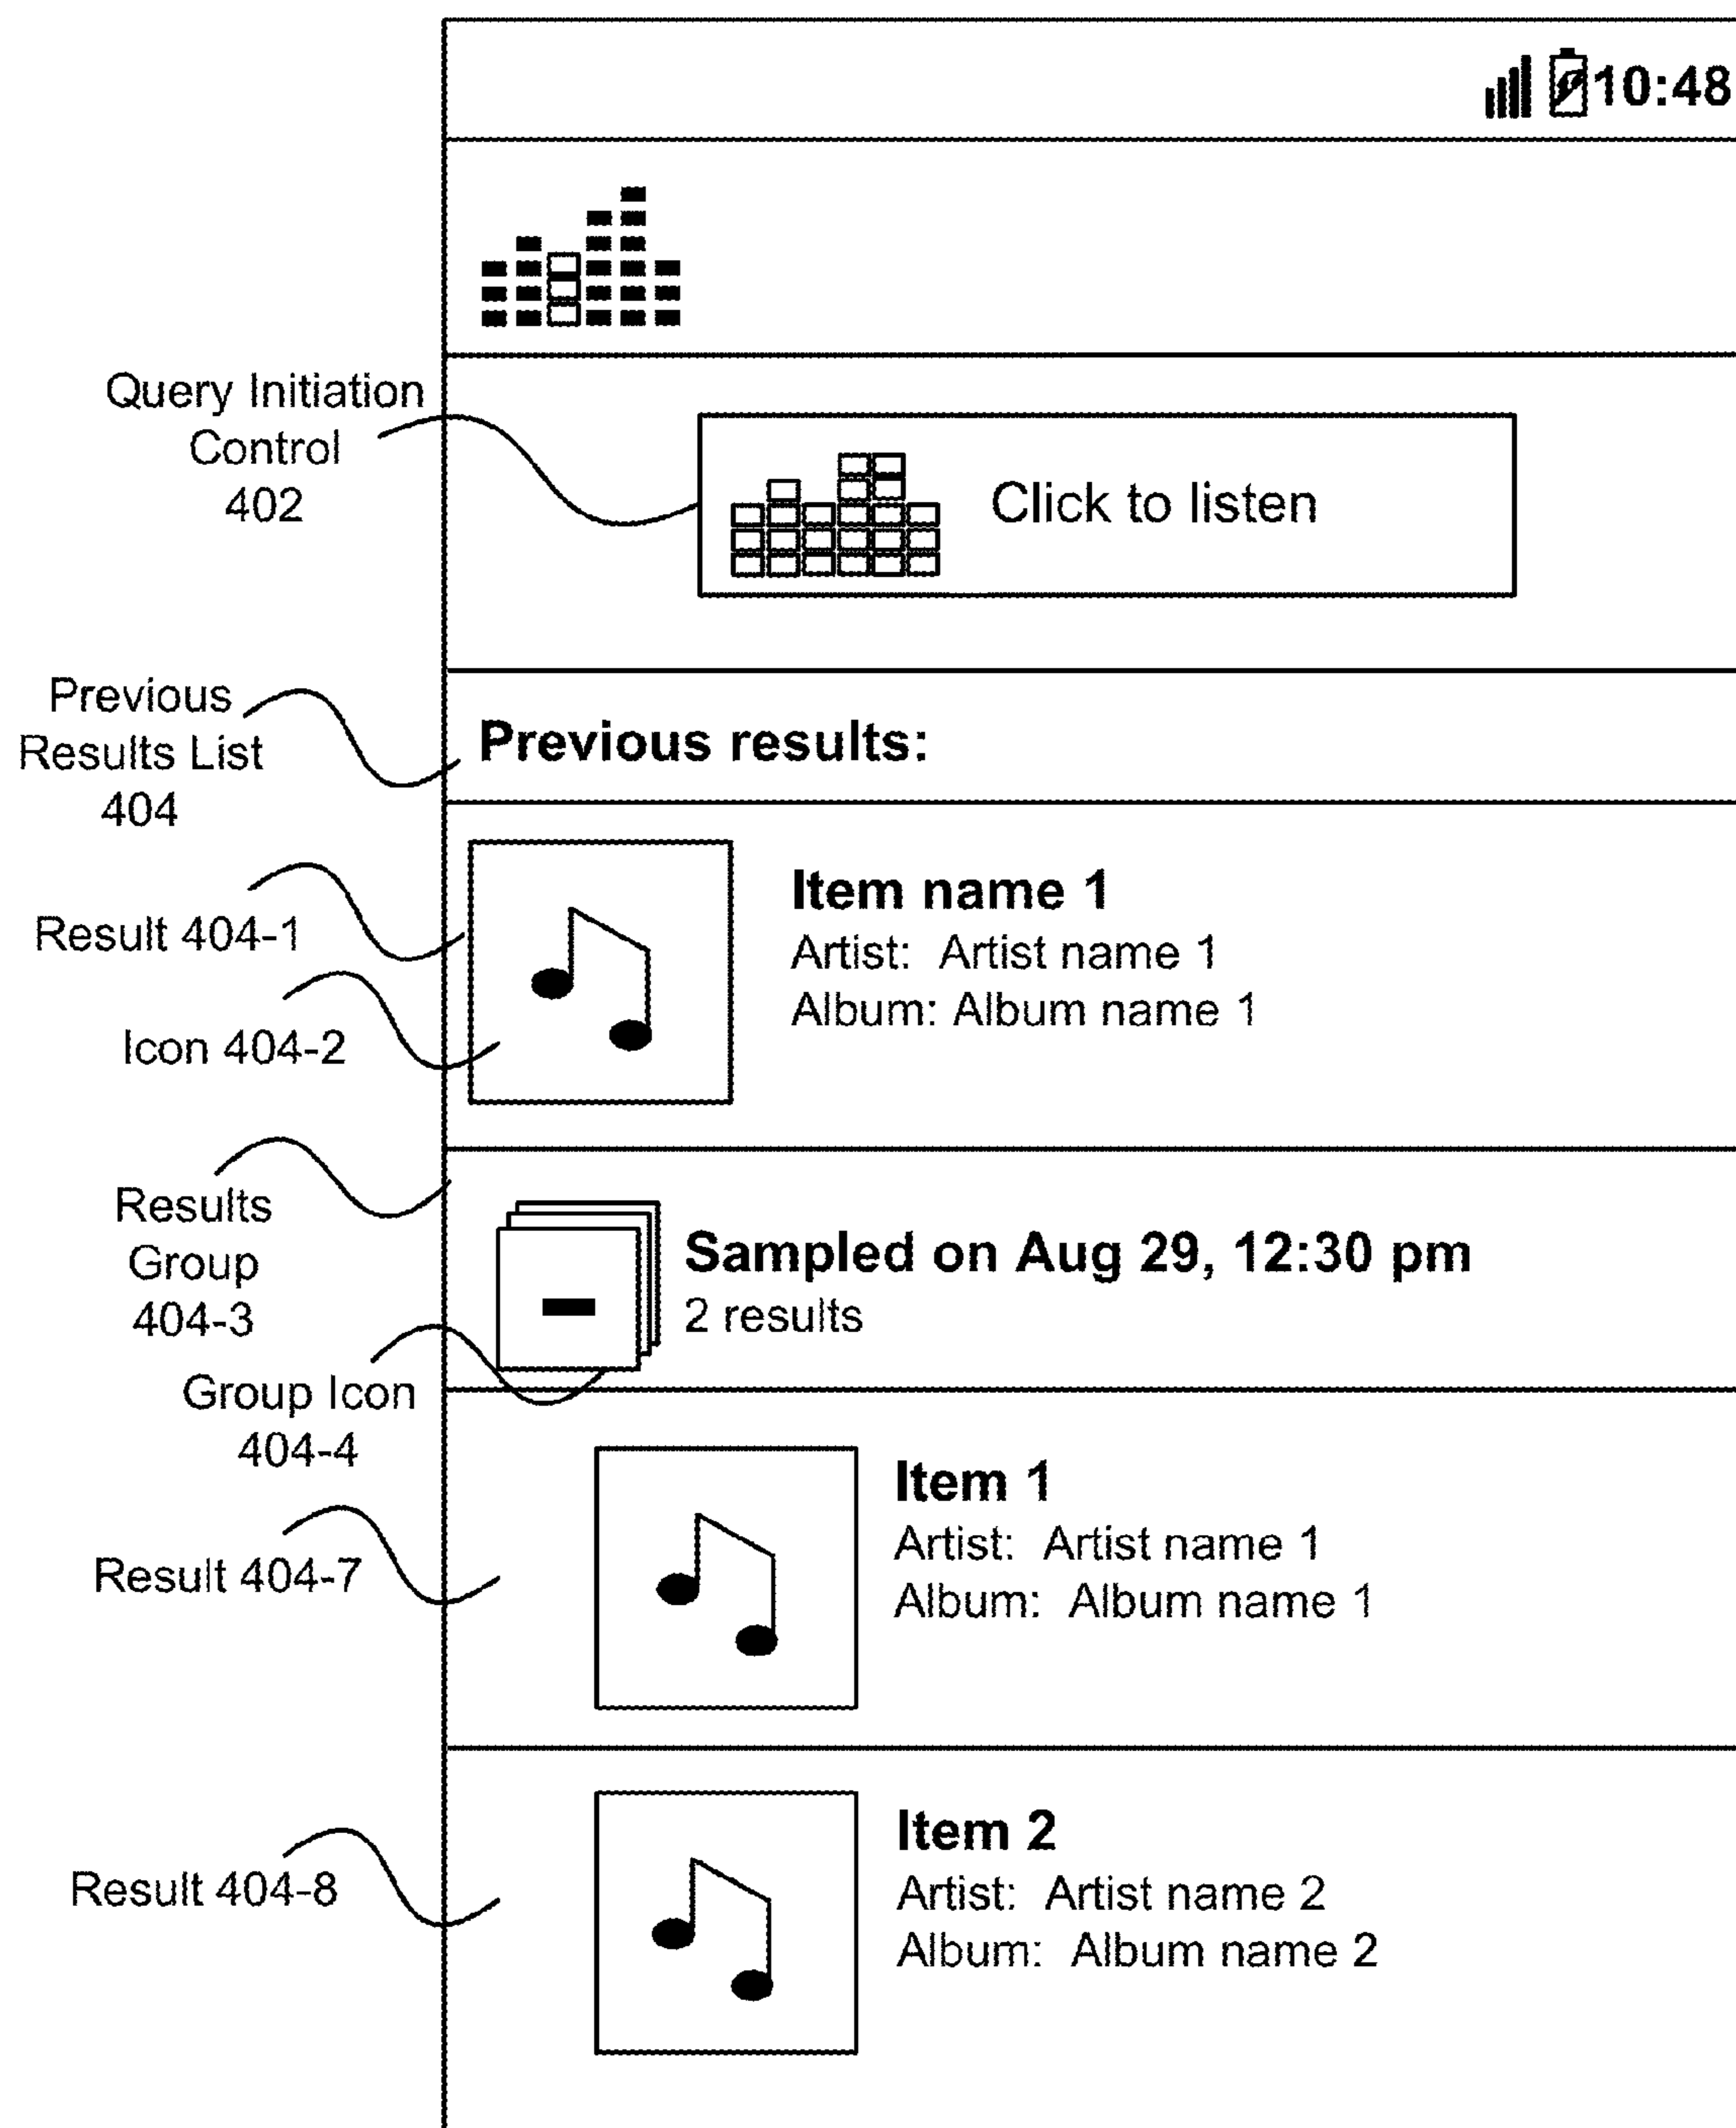 10:48
Query Initiation
Control
402
Click to listen
Previous
Results List
404
Previous results:
Result 404-1
Item name 1
Artist: Artist name 1
Album: Album name 1
Icon 404-2
Results
Group
404-3
Sampled on Aug 29, 12:30 pm
2 results
Group Icon
404-4
Item 1
Artist: Artist name 1
Album: Album name 1
Result 404-7
Item 2
Artist: Artist name 2
Album: Album name 2
Result 404-8